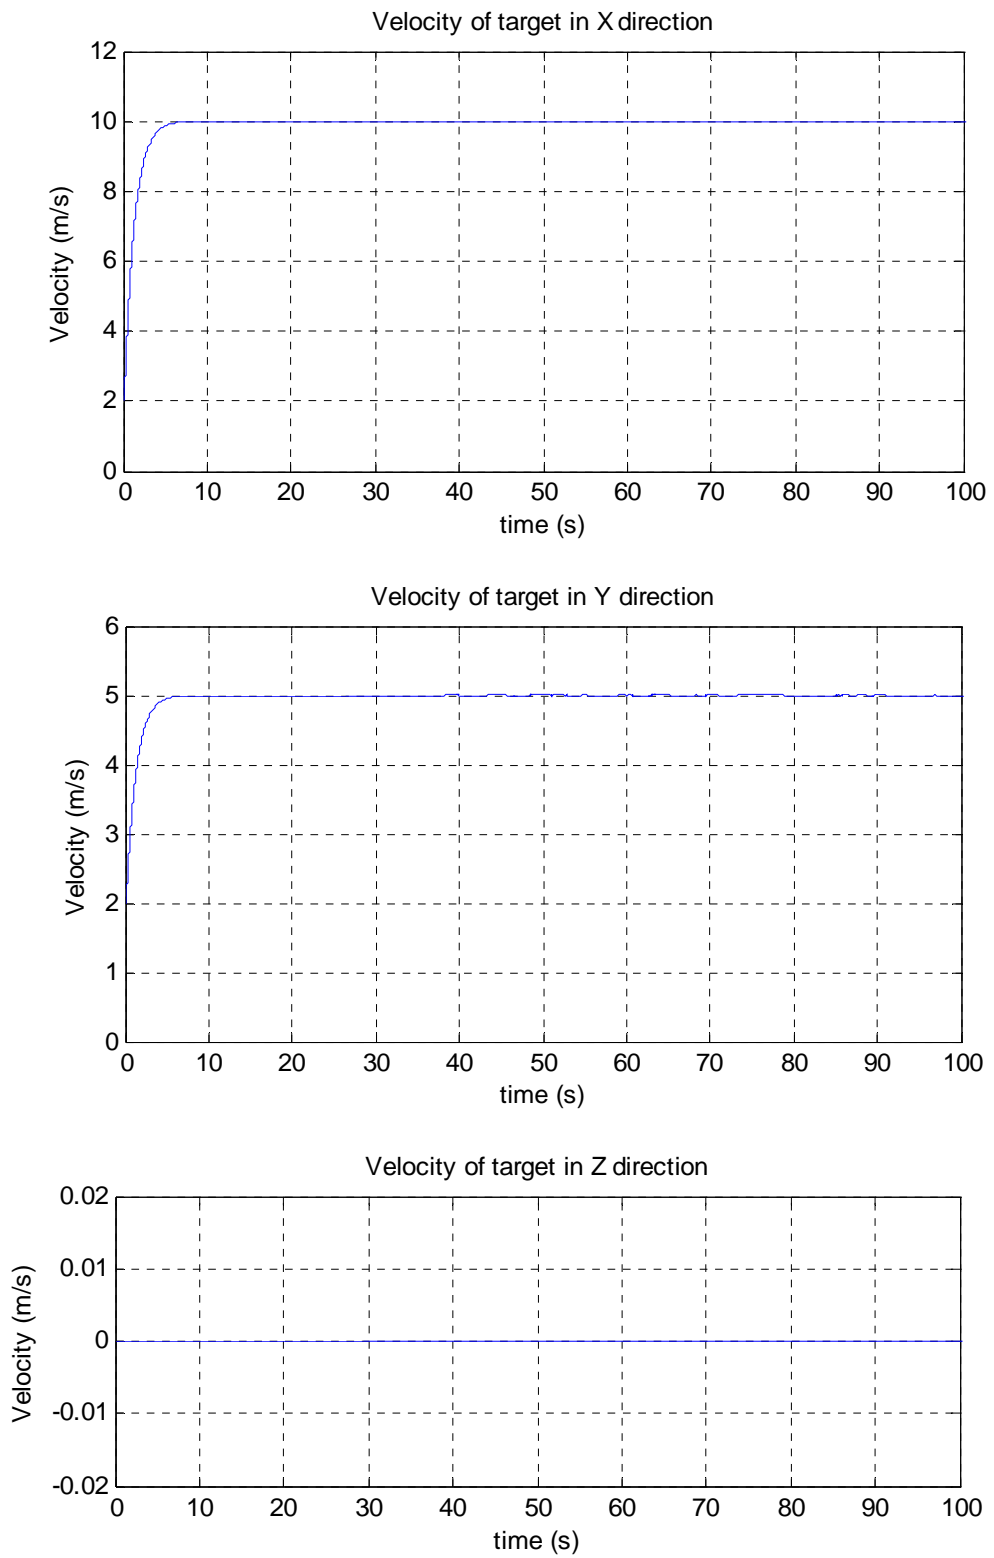 Velocity of target in X direction
12
10
8
6
4
2
0
Velocity (m/s)
0 10 20 30 40 50 60 70 80 90 100
time (s)
Velocity of target in Y direction
6
5
4
3
2
1
0
Velocity (m/s)
0 10 20 30 40 50 60 70 80 90 100
time (s)
Velocity of target in Z direction
0.02
0.01
0
-0.01
-0.02
Velocity (m/s)
0 10 20 30 40 50 60 70 80 90 100
time (s)